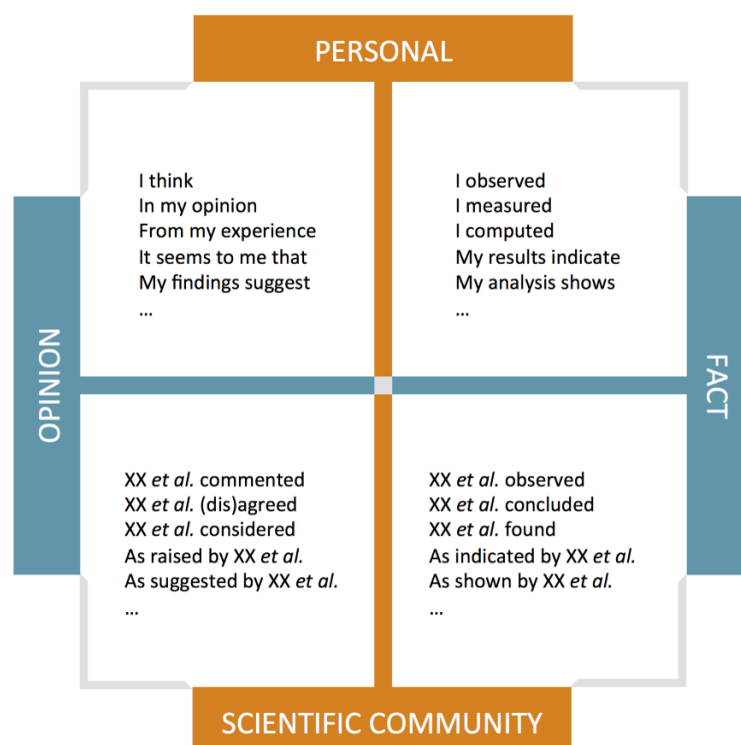 PERSONAL
I think
In my opinion
From my experience
It seems to me that
My findings suggest
...
I observed
I measured
I computed
My results indicate
My analysis shows
...
OPINION
FACT
XX et al. commented
XX et al. (dis)agreed
XX et al. considered
As raised by XX et al.
As suggested by XX et al.
...
XX et al. observed
XX et al. concluded
XX et al. found
As indicated by XX et al.
As shown by XX et al.
...
SCIENTIFIC COMMUNITY